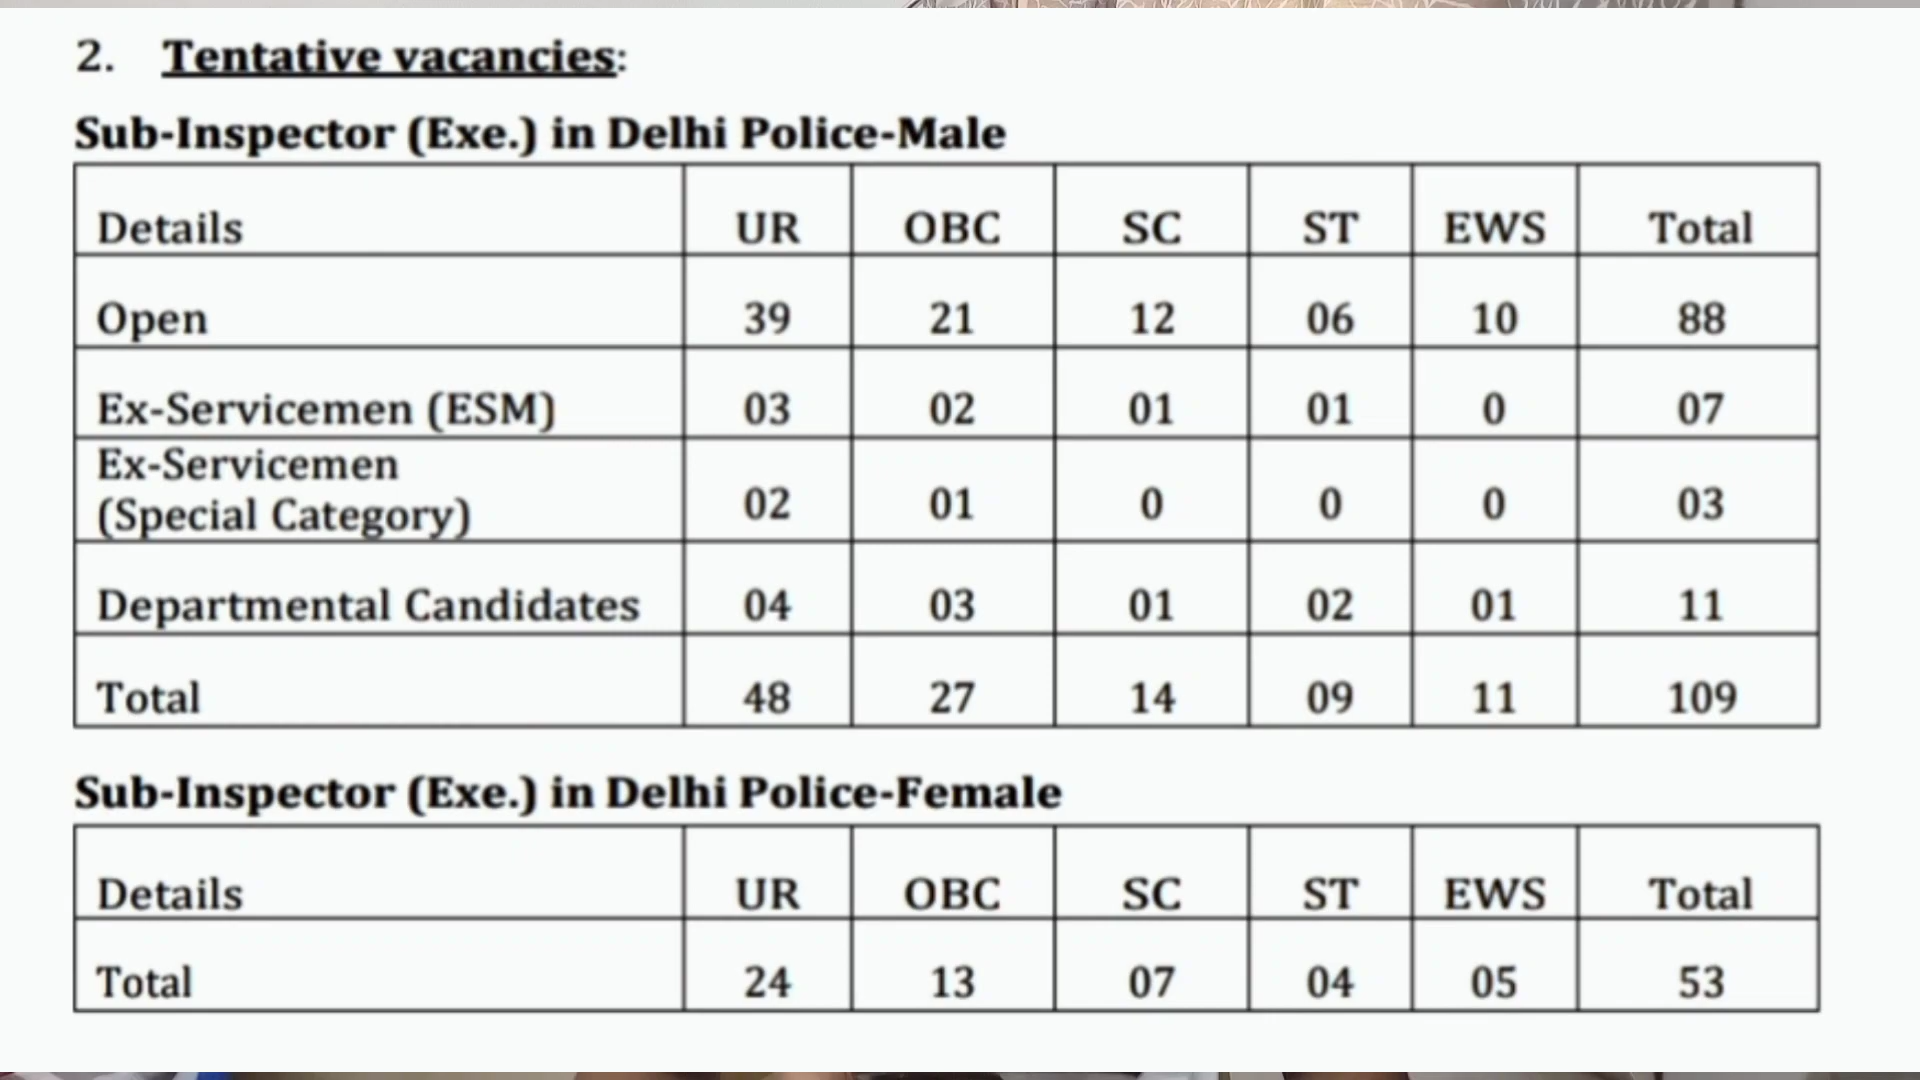 2. Tentative vacancies:
Sub-Inspector (Exe.) in Delhi Police-Male
Details UR OBC SC ST EWS Total
Open 39 21 12 06 10 88
Ex-Servicemen (ESM) 03 02 01 01 0 07
Ex-Servicemen
(Special Category) 02 01 0 0 0 03
Departmental Candidates 04 03 01 02 01 11
Total 48 27 14 09 11 109
Sub-Inspector (Exe.) in Delhi Police-Female
Details UR OBC SC ST EWS Total
Total 24 13 07 04 05 53